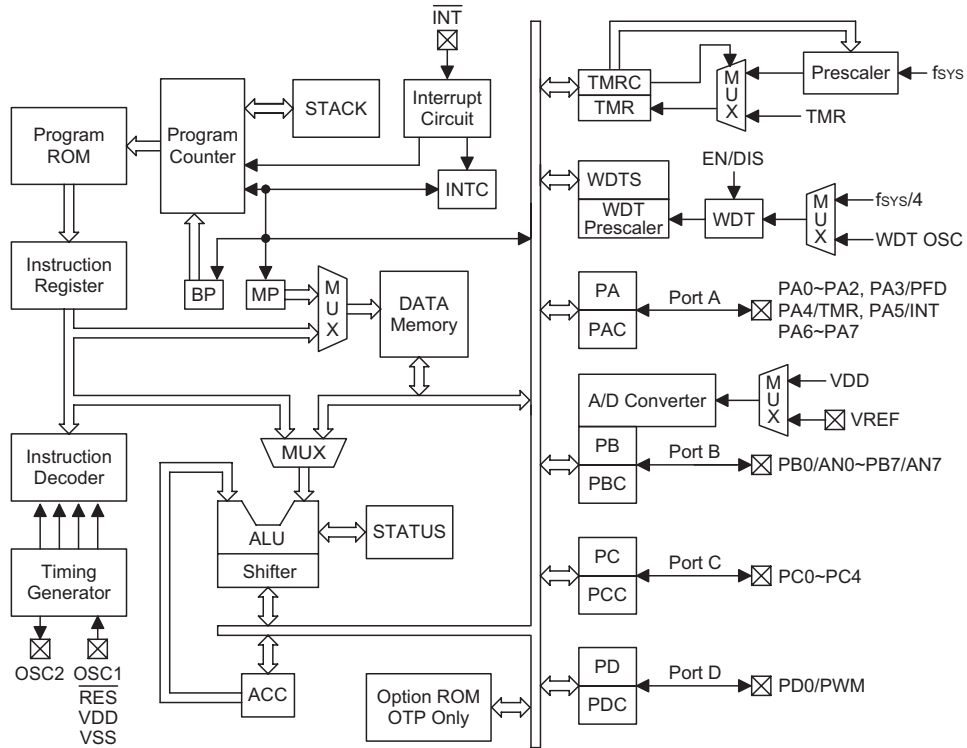 INT
Program
ROM
Program
Counter
STACK
Interrupt
Circuit
INTC
Instruction
Register
BP
MP
MUX
DATA
Memory
MUX
Instruction
Decoder
ALU
Shifter
STATUS
Timing
Generator
OSC2
OSC1
RES
VDD
VSS
ACC
Option ROM
OTP Only
TMRC
TMR
MUX
Prescaler
fSYS
TMR
EN/DIS
WDTS
WDT
Prescaler
WDT
MUX
fSYS/4
WDT OSC
PA
PAC
Port A
PA0~PA2, PA3/PFD
PA4/TMR, PA5/INT
PA6~PA7
A/D Converter
MUX
VDD
VREF
PB
PBC
Port B
PB0/AN0~PB7/AN7
PC
PCC
Port C
PC0~PC4
PD
PDC
Port D
PD0/PWM